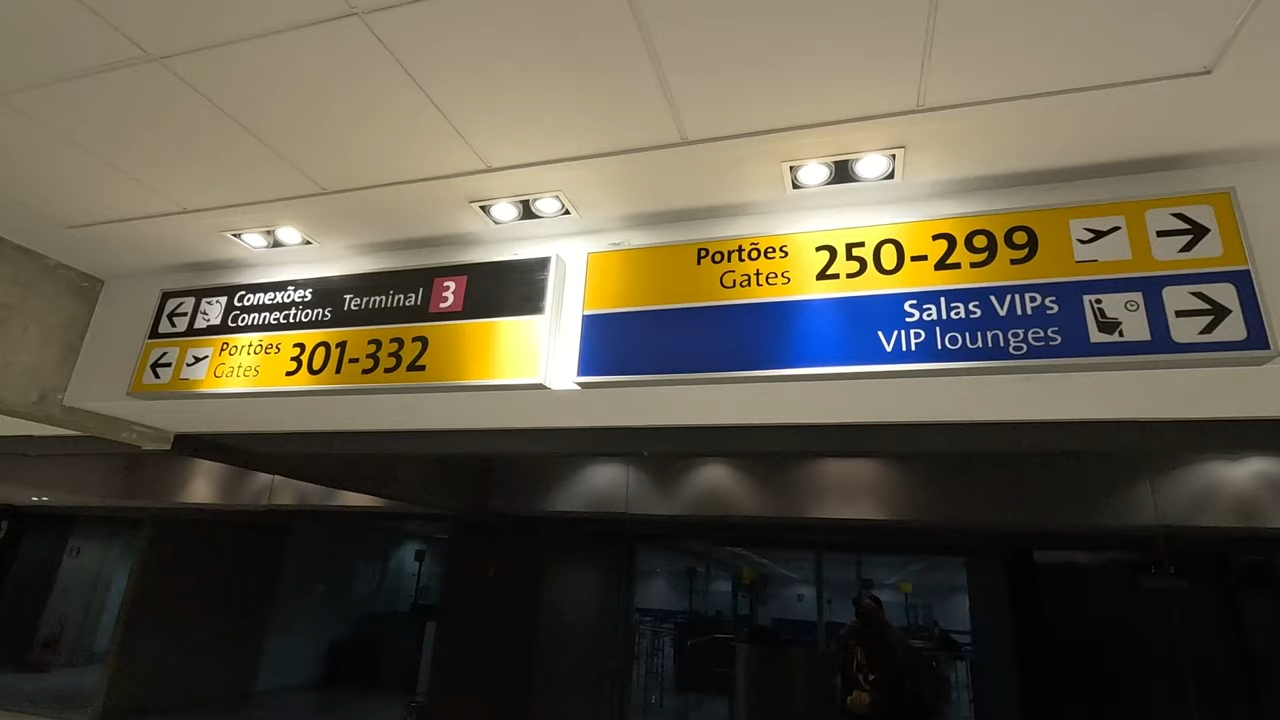 Conexões
Connections
Terminal 3
Portões
Gates
301-332
Portões
Gates
250-299
Salas VIPs
VIP lounges